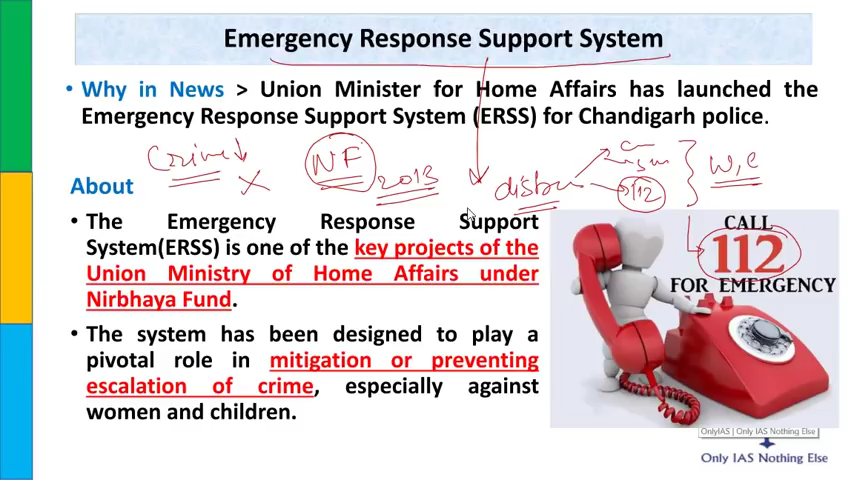 Emergency Response Support System
• Why in News > Union Minister for Home Affairs has launched the
Emergency Response Support System (ERSS) for Chandigarh police.
Crime
NF
2013
distre
112
W, C
About
• The Emergency Response Support
System(ERSS) is one of the key projects of the
Union Ministry of Home Affairs under
Nirbhaya Fund.
CALL
112
FOR EMERGENCY
• The system has been designed to play a
pivotal role in mitigation or preventing
escalation of crime, especially against
women and children.
OnlyIAS | Only IAS Nothing Else
Only IAS Nothing Else